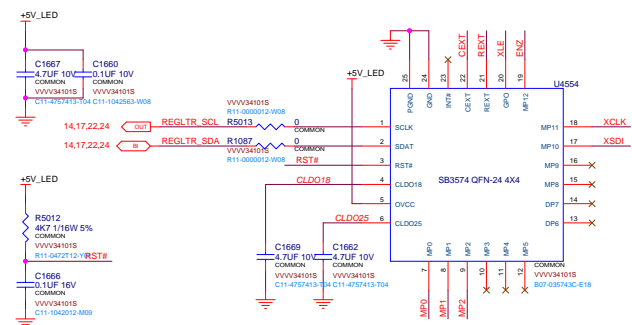 +5V_LED
C1667
4.7UF 10V
COMMON
VVVV34101S
C11-4757413-T04
C1660
0.1UF 10V
COMMON
VVVV34101S
C11-1042563-W08
14,17,22,24
OUT
REGLTR_SCL
R5013
0
COMMON
VVVV34101S
R11-0000012-W08
14,17,22,24
BI
REGLTR_SDA
R1087
0
COMMON
VVVV34101S
R11-0000012-W08
RST#
CLDO18
CLDO25
+5V_LED
C1669
4.7UF 10V
COMMON
VVVV34101S
C11-4757413-T04
C1662
4.7UF 10V
COMMON
VVVV34101S
C11-4757413-T04
+5V_LED
R5012
4K7 1/16W 5%
COMMON
VVVV34101S
R11-0472T12-Y01
RST#
C1666
0.1UF 16V
COMMON
VVVV34101S
C11-1042012-M09
CEXT
REXT
XLE
ENZ
25
24
23
22
21
20
19
U4554
PGND
GND
INT#
CEXT
REXT
GPO
MP12
1 SCLK
2 SDAT
3 RST#
4 CLDO18
5 OVCC
6 CLDO25
SB3574 QFN-24 4X4
MP11 18 XCLK
MP10 17 XSDI
MP9 16
MP8 15
DP7 14
DP6 13
MP0
MP1
MP2
MP3
MP4
MP5
7
8
9
10
11
12
MP0
MP1
MP2
COMMON
VVVV34101S
B07-035743C-E18